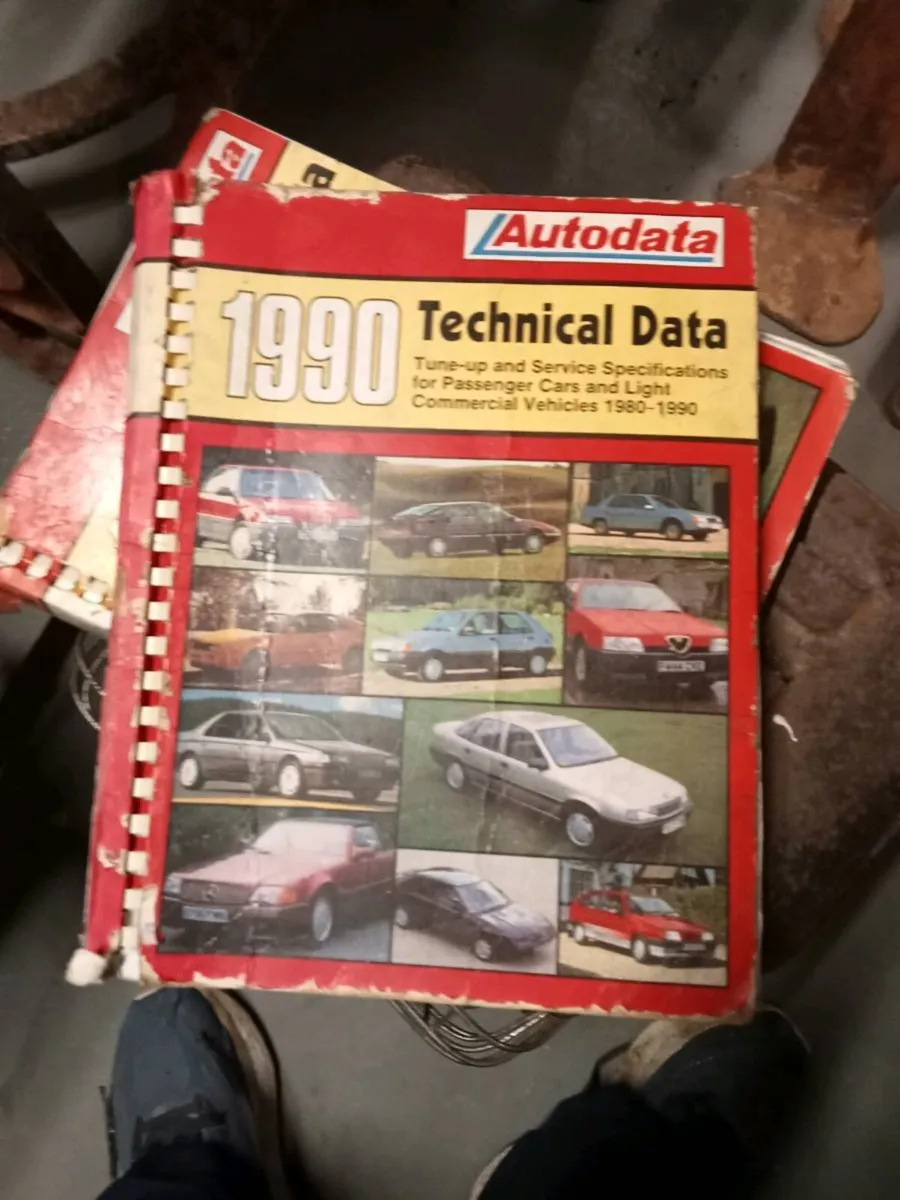 Autodata
1990
Technical Data
Tune-up and Service Specifications
for Passenger Cars and Light
Commercial Vehicles 1980-1990